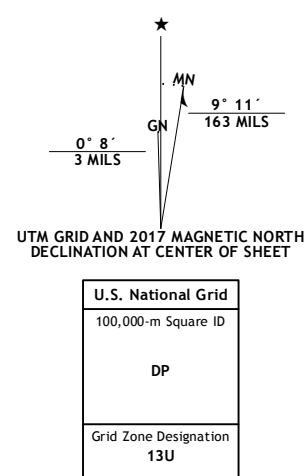 ★
MN
9° 11´
163 MILS
GN
0° 8´
3 MILS
UTM GRID AND 2017 MAGNETIC NORTH
DECLINATION AT CENTER OF SHEET
U.S. National Grid
100,000-m Square ID
DP
Grid Zone Designation
13U